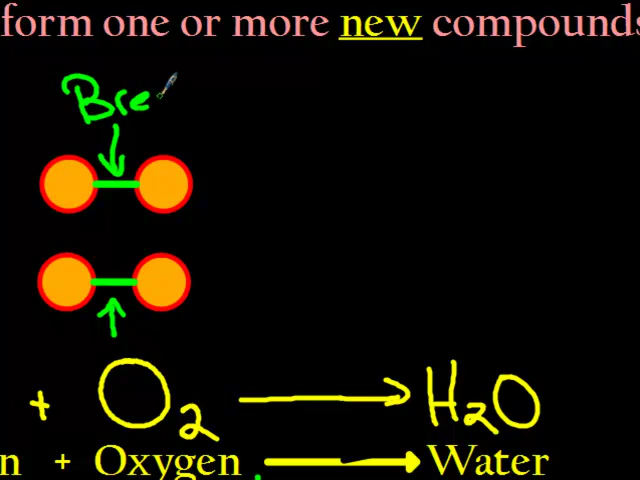 form one or more new compounds
Bre
+ O2 → H2O
n + Oxygen → Water